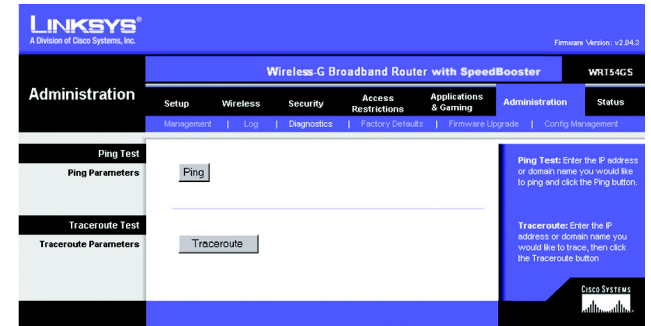 LINKSYS®
A Division of Cisco Systems, Inc.
Firmware Version: v2.04.3
Wireless-G Broadband Router with SpeedBooster
WRT54GS
Administration
Setup
Wireless
Security
Access Restrictions
Applications & Gaming
Administration
Status
Management | Log | Diagnostics | Factory Defaults | Firmware Upgrade | Config Management
Ping Test
Ping Parameters
Ping
Ping Test: Enter the IP address
or domain name you would like
to ping and click the Ping button.
Traceroute Test
Traceroute Parameters
Traceroute
Traceroute: Enter the IP
address or domain name you
would like to trace, then click
the Traceroute button
CISCO SYSTEMS